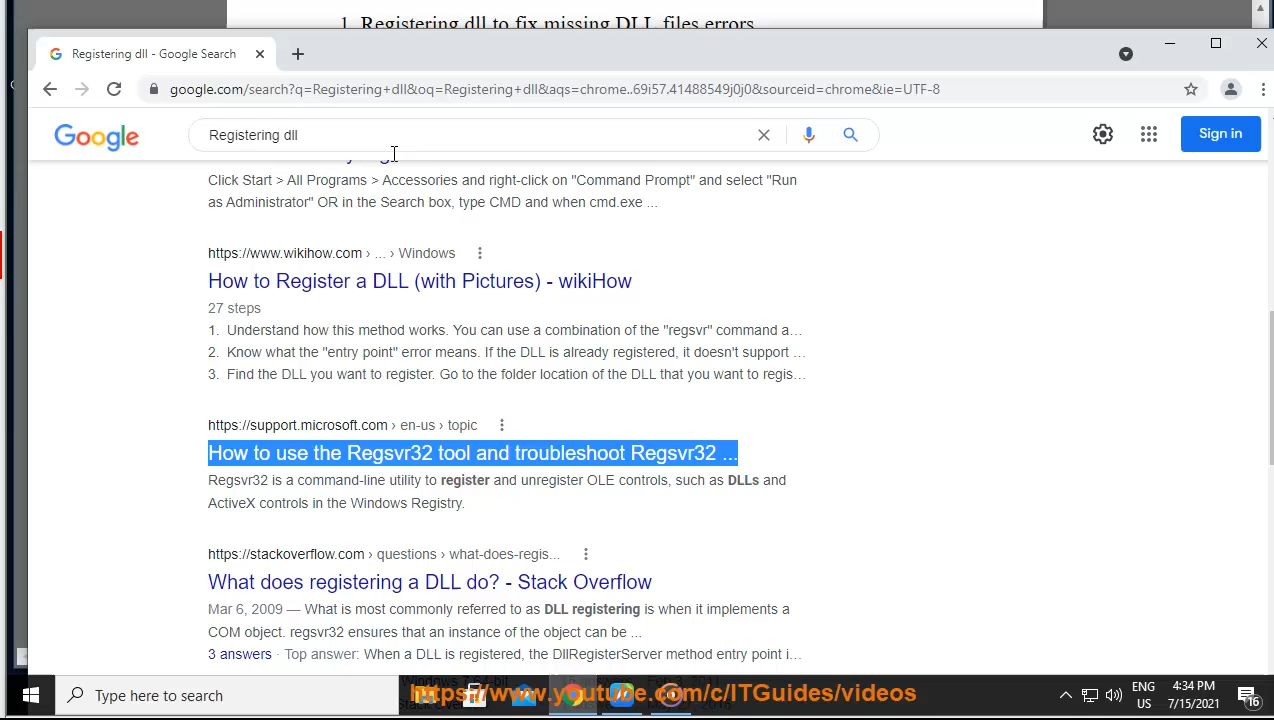 1. Registering dll to fix missing DLL files errors
Registering dll - Google Search
google.com/search?q=Registering+dll&oq=Registering+dll&aqs=chrome..69i57.41488549j0j0&sourceid=chrome&ie=UTF-8
Google
Registering dll
Sign in
Click Start > All Programs > Accessories and right-click on "Command Prompt" and select "Run
as Administrator" OR in the Search box, type CMD and when cmd.exe ...
https://www.wikihow.com › ... › Windows
How to Register a DLL (with Pictures) - wikiHow
27 steps
1. Understand how this method works. You can use a combination of the "regsvr" command a…
2. Know what the "entry point" error means. If the DLL is already registered, it doesn't support …
3. Find the DLL you want to register. Go to the folder location of the DLL that you want to regis…
https://support.microsoft.com › en-us › topic
How to use the Regsvr32 tool and troubleshoot Regsvr32 ...
Regsvr32 is a command-line utility to register and unregister OLE controls, such as DLLs and
ActiveX controls in the Windows Registry.
https://stackoverflow.com › questions › what-does-regis...
What does registering a DLL do? - Stack Overflow
Mar 6, 2009 — What is most commonly referred to as DLL registering is when it implements a
COM object. regsvr32 ensures that an instance of the object can be ...
3 answers · Top answer: When a DLL is registered, the DllRegisterServer method entry point i…
Type here to search
https://www.youtube.com/c/ITGuides/videos
ENG
US
4:34 PM
7/15/2021
16